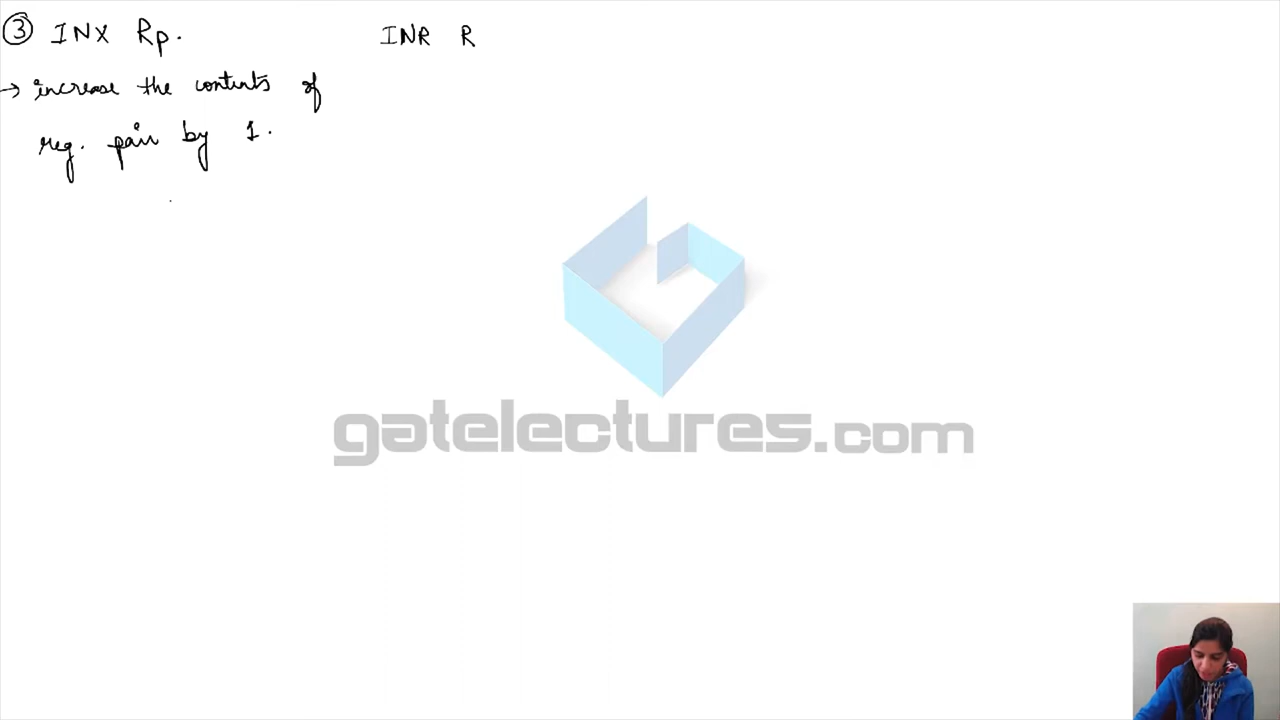 ③ INX Rp.
INR R
→ increase the contents of
reg. pair by 1.
gatelectures.com